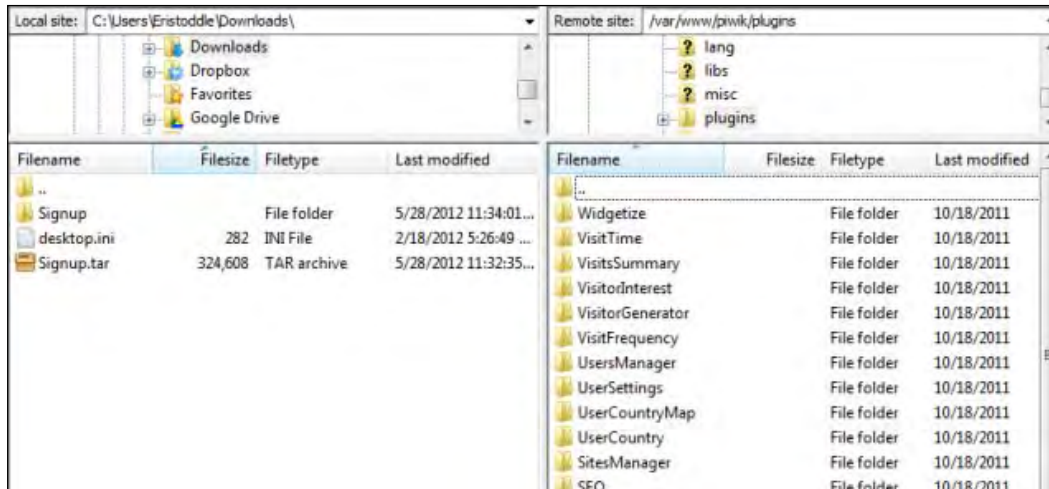 Local site: C:\Users\Eristoddle\Downloads\
Downloads
Dropbox
Favorites
Google Drive
Filename Filesize Filetype Last modified
..
Signup File folder 5/28/2012 11:34:01...
desktop.ini 282 INI File 2/18/2012 5:26:49 ...
Signup.tar 324,608 TAR archive 5/28/2012 11:32:35...
Remote site: /var/www/piwik/plugins
lang
libs
misc
plugins
Filename Filesize Filetype Last modified
..
Widgetize File folder 10/18/2011
VisitTime File folder 10/18/2011
VisitsSummary File folder 10/18/2011
VisitorInterest File folder 10/18/2011
VisitorGenerator File folder 10/18/2011
VisitFrequency File folder 10/18/2011
UsersManager File folder 10/18/2011
UserSettings File folder 10/18/2011
UserCountryMap File folder 10/18/2011
UserCountry File folder 10/18/2011
SitesManager File folder 10/18/2011
SEO File folder 10/18/2011